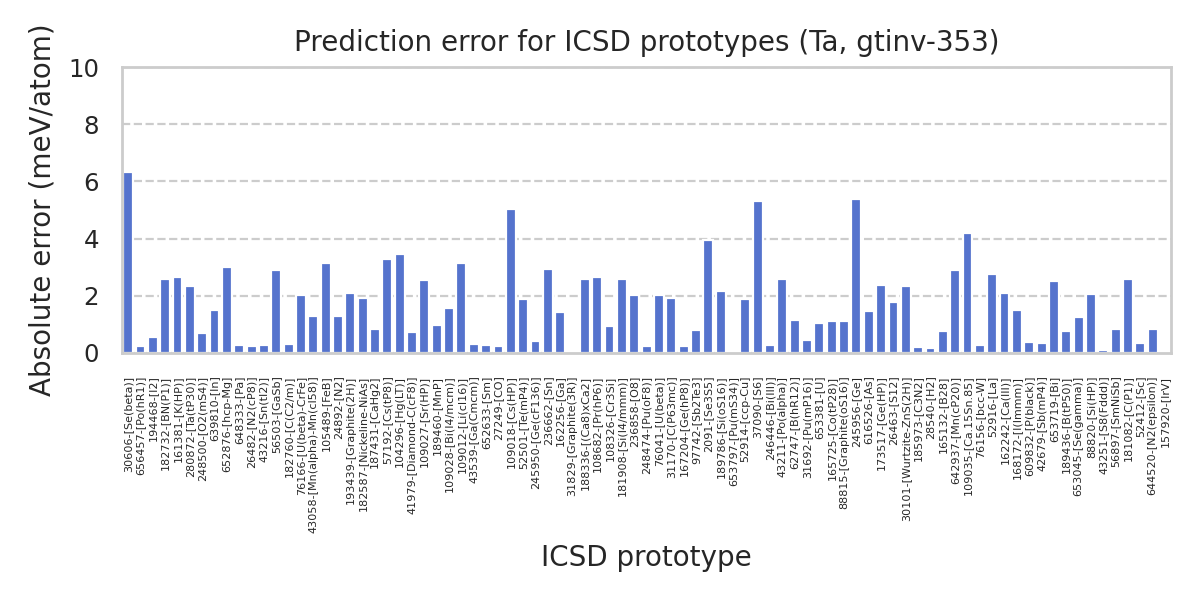 Prediction error for ICSD prototypes (Ta, gtinv-353)
Absolute error (meV/atom)
10
8
6
4
2
0
30606-[Se(beta)]
656457-[Po(hR1)]
194468-[I2]
182732-[BN(P1)]
161381-[K(HP)]
280872-[Ta(tP30)]
248500-[O2(mS4)]
639810-[In]
652876-[hcp-Mg]
248833-[Pa]
26482-[N2(cP8)]
43216-[Sn(tI2)]
56503-[GaSb]
182760-[C(C2/m)]
76166-[U(beta)-CrFe]
43058-[Mn(alpha)-Mn(cI58)]
105489-[FeB]
24892-[N2]
193439-[Graphite(2H)]
182587-[Nickeline-NiAs]
187431-[CaHg2]
57192-[Cs(tP8)]
104296-[Hg(LT)]
41979-[Diamond-C(cF8)]
109027-[Sr(HP)]
189460-[MnP]
109028-[Bi(I4/mcm)]
109012-[Li(cI16)]
43539-[Ga(Cmcm)]
652633-[Sm]
27249-[CO]
109018-[Cs(HP)]
52501-[Te(mP4)]
245950-[Ge(cF136)]
236662-[Sn]
162256-[Ga]
31829-[Graphite(3R)]
188336-[(Ca8)xCa2]
108682-[Pr(hP6)]
108326-[Cr3Si]
181908-[Si(I4/mmm)]
236858-[O8]
248474-[Pu(oF8)]
76041-[U(beta)]
31170-[C(P63mc)]
167204-[Ge(hP8)]
97742-[Sb2Te3]
2091-[Se3S5]
189786-[Si(oS16)]
653797-[Pu(mS34)]
52914-[ccp-Cu]
37090-[S6]
246446-[Bi(III)]
43211-[Po(alpha)]
62747-[B(hR12)]
31692-[Pu(mP16)]
653381-[U]
165725-[Co(tP28)]
88815-[Graphite(oS16)]
245956-[Ge]
616526-[As]
173517-[Ge(HP)]
26463-[S12]
30101-[Wurtzite-ZnS(2H)]
185973-[C3N2]
28540-[H2]
165132-[B28]
642937-[Mn(cP20)]
109035-[Ca.15Sn.85]
76156-[bcc-W]
52916-[La]
162242-[Ca(III)]
168172-[I(Immm)]
609832-[P(black)]
42679-[Sb(mP4)]
653719-[Bi]
189436-[B(tP50)]
653045-[Se(gamma)]
88820-[Si(HP)]
43251-[S8(Fddd)]
56897-[SmNiSb]
181082-[C(P1)]
52412-[Sc]
644520-[N2(epsilon)]
157920-[IrV]
ICSD prototype